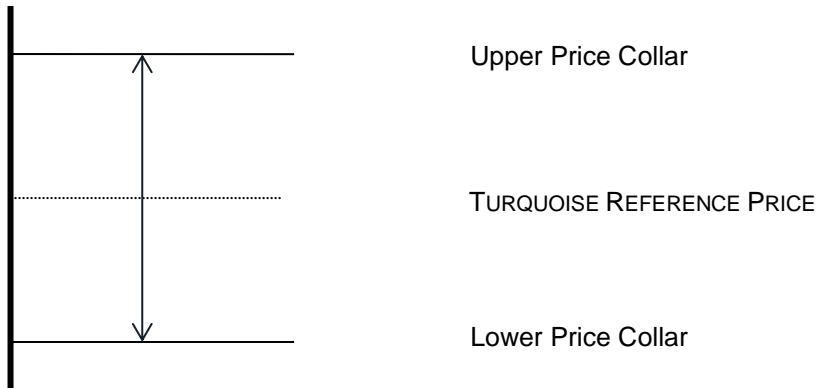 Upper Price Collar
TURQUOISE REFERENCE PRICE
Lower Price Collar